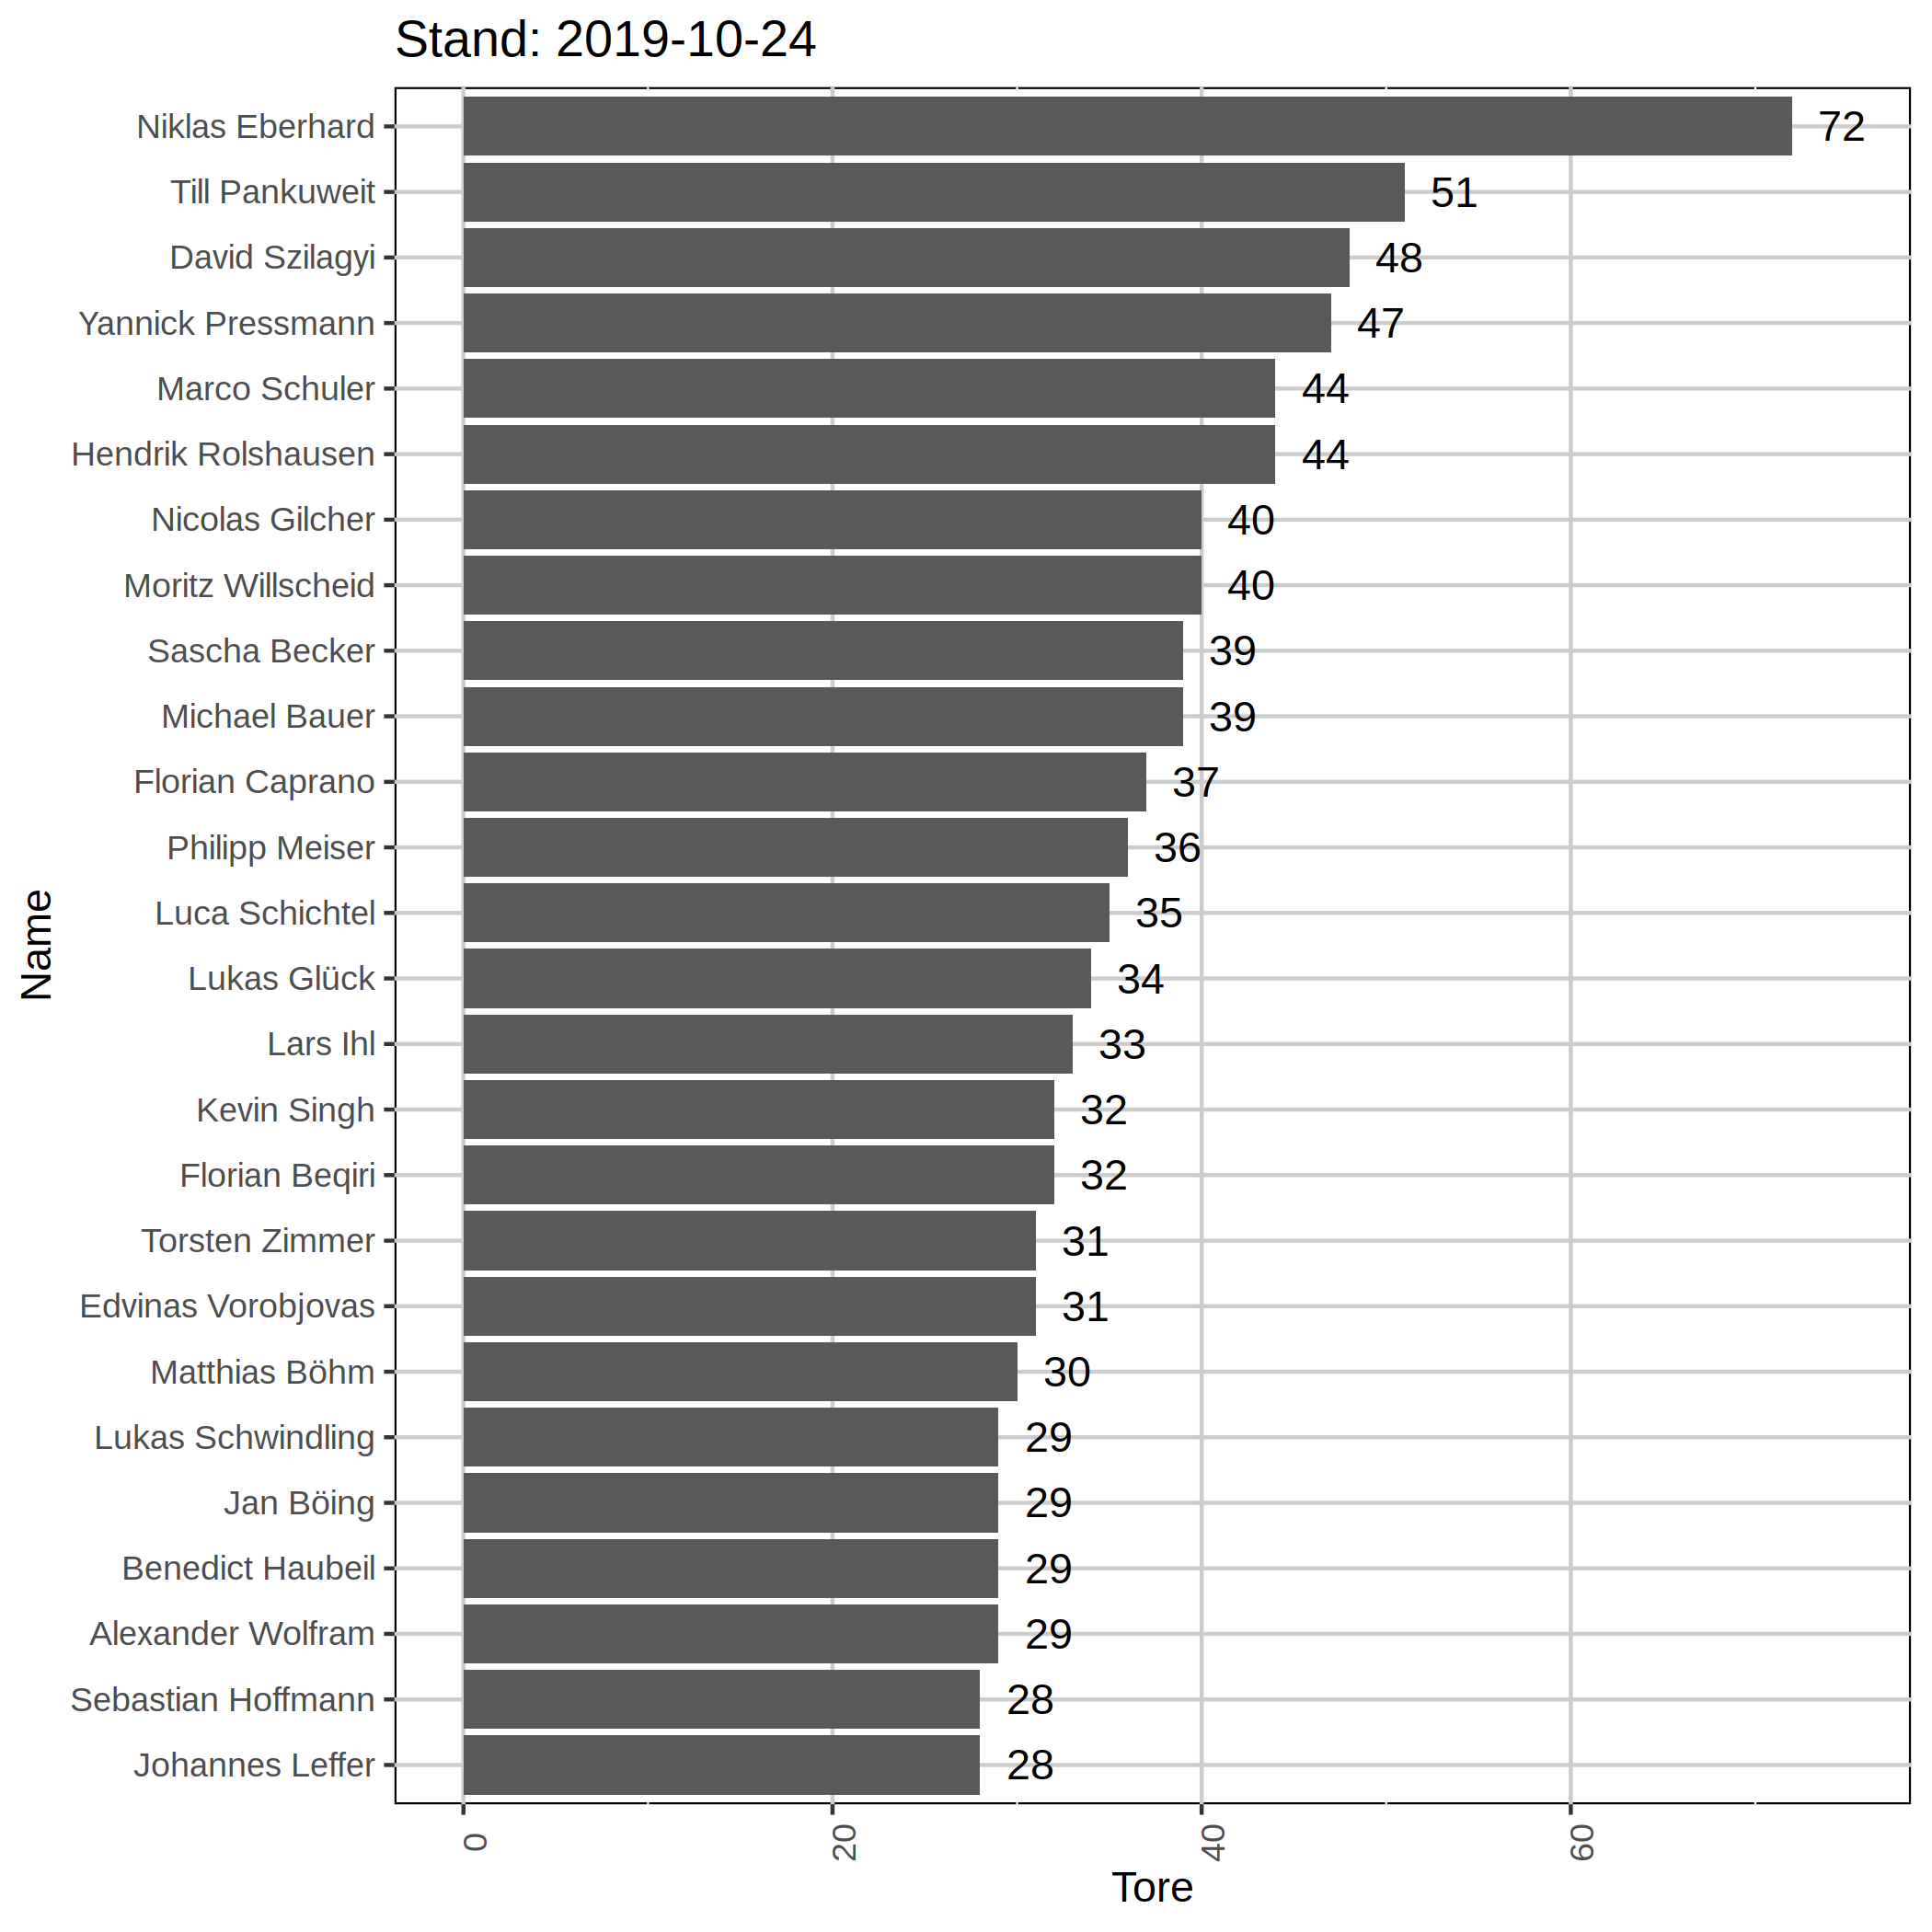 Stand: 2019-10-24
Niklas Eberhard 72
Till Pankuweit 51
David Szilagyi 48
Yannick Pressmann 47
Marco Schuler 44
Hendrik Rolshausen 44
Nicolas Gilcher 40
Moritz Willscheid 40
Sascha Becker 39
Michael Bauer 39
Florian Caprano 37
Philipp Meiser 36
Luca Schichtel 35
Lukas Glück 34
Lars Ihl 33
Kevin Singh 32
Florian Beqiri 32
Torsten Zimmer 31
Edvinas Vorobjovas 31
Matthias Böhm 30
Lukas Schwindling 29
Jan Böing 29
Benedict Haubeil 29
Alexander Wolfram 29
Sebastian Hoffmann 28
Johannes Leffer 28
Name
0 20 40 60
Tore